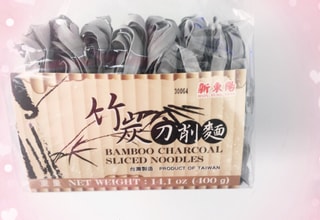 30064
新東陽
竹炭刀削麵
BAMBOO CHARCOAL
SLICED NOODLES
台灣製造 PRODUCT OF TAIWAN
NET WEIGHT : 14.1 oz (400 g)